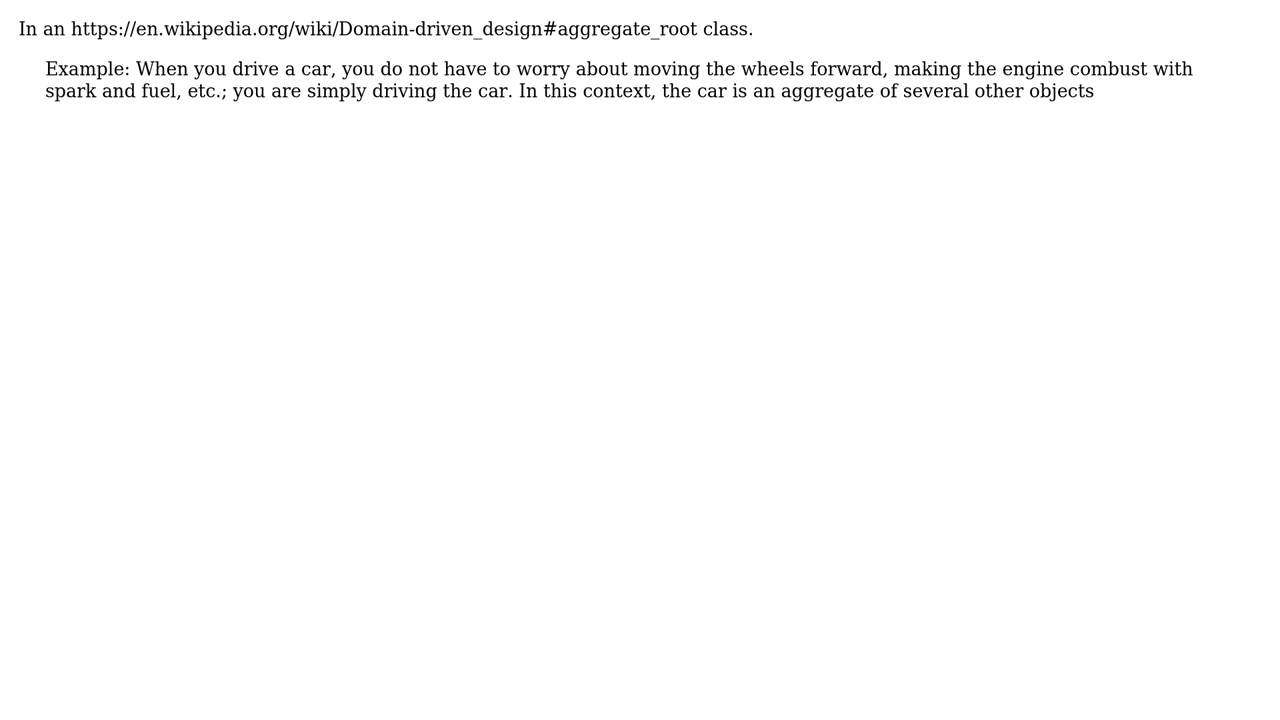 In an https://en.wikipedia.org/wiki/Domain-driven_design#aggregate_root class.
Example: When you drive a car, you do not have to worry about moving the wheels forward, making the engine combust with
spark and fuel, etc.; you are simply driving the car. In this context, the car is an aggregate of several other objects